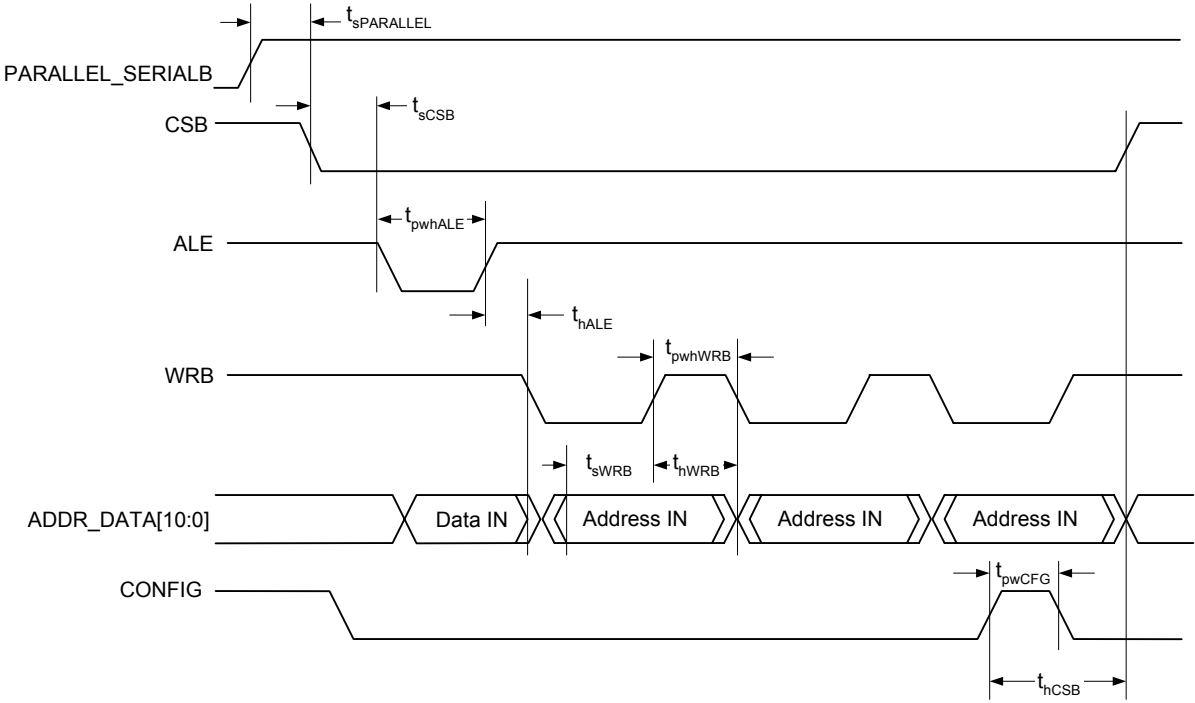 tsPARALLEL
PARALLEL_SERIALB
tsCSB
CSB
tpwhALE
ALE
thALE
tpwhWRB
WRB
tsWRB
thWRB
ADDR_DATA[10:0]
Data IN
Address IN
Address IN
Address IN
tpwCFG
CONFIG
thCSB